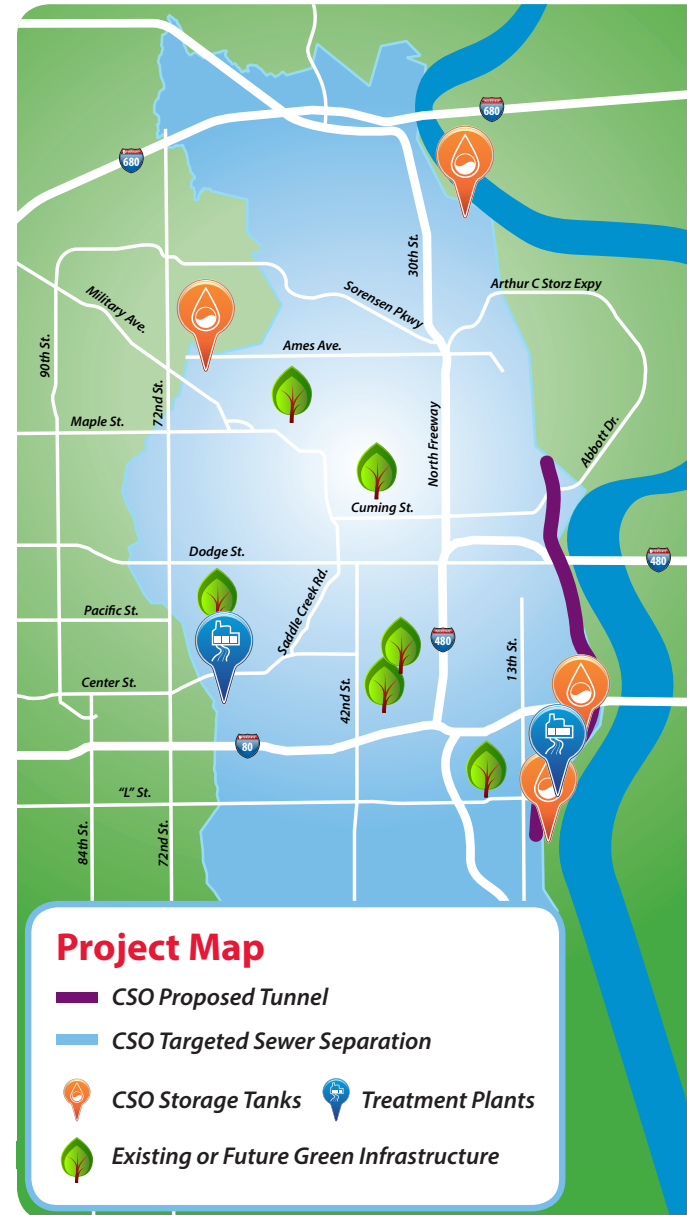 680
680
30th St.
Arthur C Storz Expy
Sorensen Pkwy
Military Ave.
90th St.
72nd St.
Ames Ave.
Maple St.
North Freeway
Abbott Dr.
Cuming St.
Dodge St.
480
Saddle Creek Rd.
Pacific St.
480
13th St.
Center St.
42nd St.
80
"L" St.
84th St.
72nd St.
Project Map
CSO Proposed Tunnel
CSO Targeted Sewer Separation
CSO Storage Tanks
Treatment Plants
Existing or Future Green Infrastructure